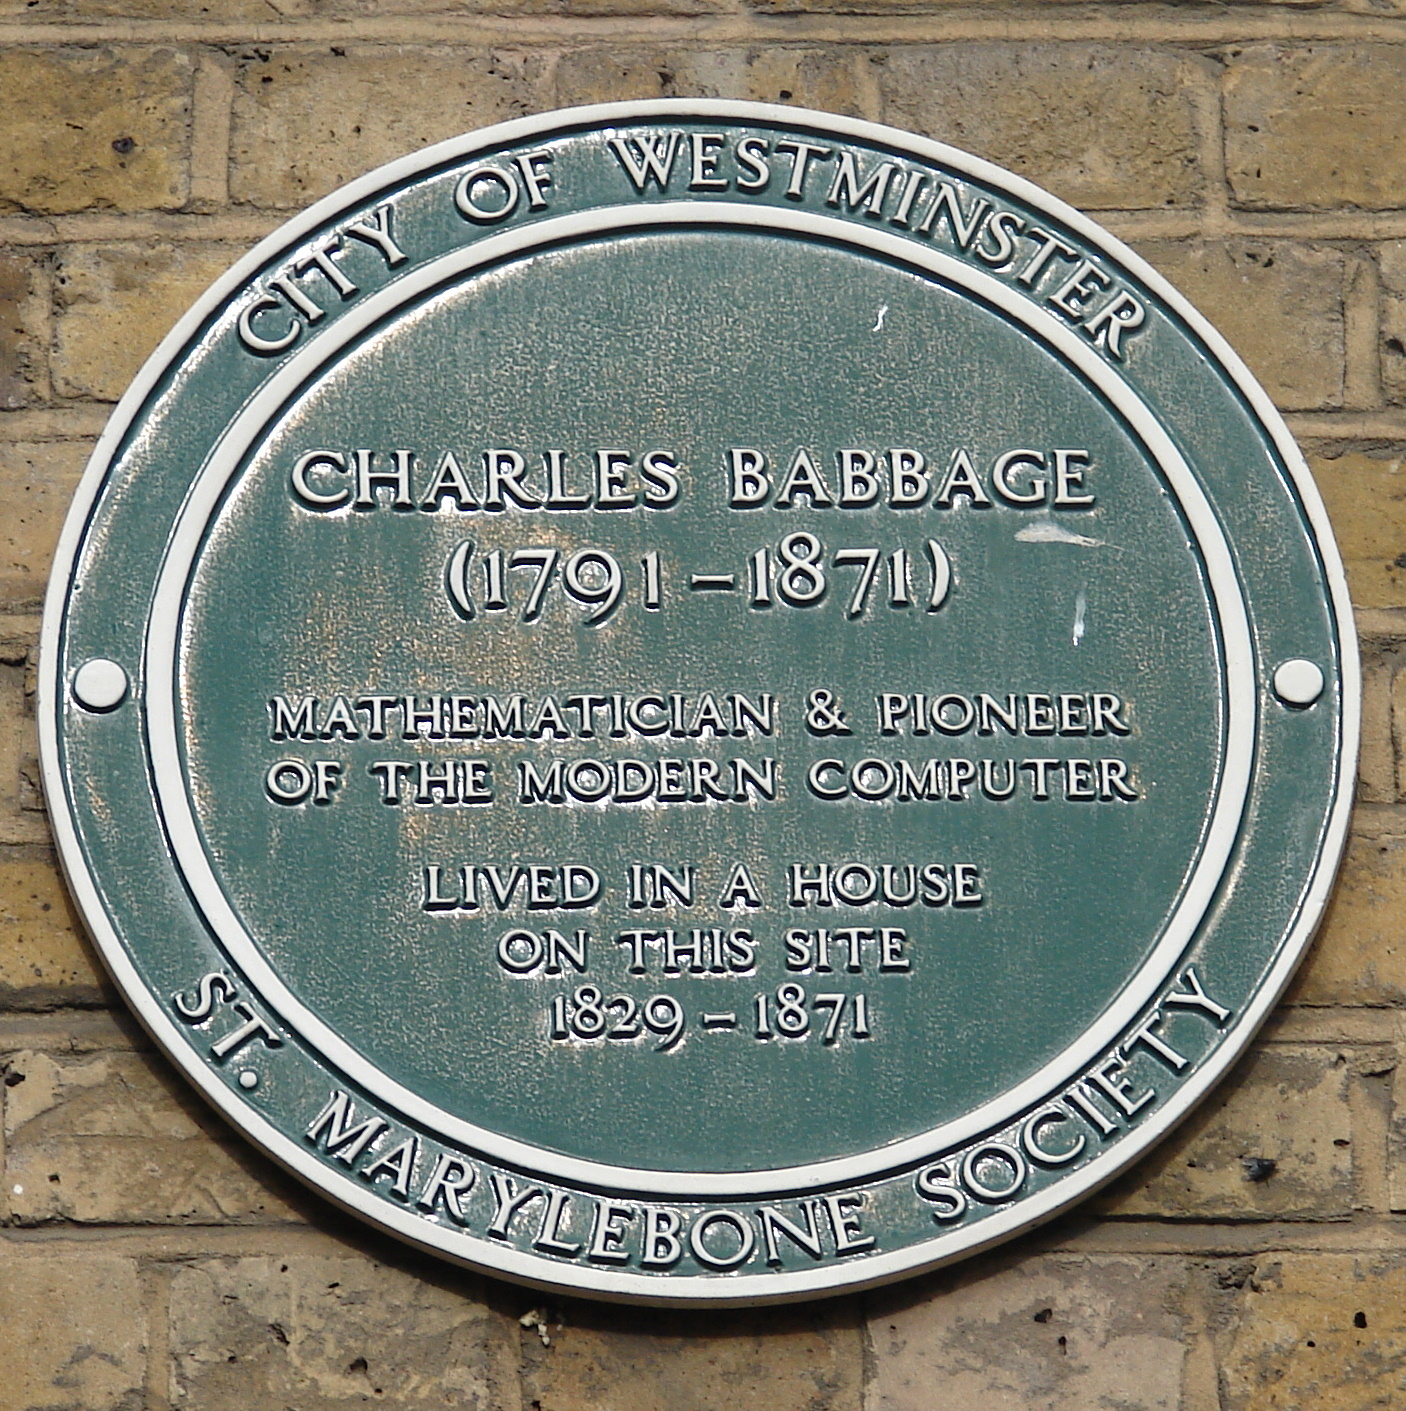 CITY OF WESTMINSTER
CHARLES BABBAGE
(1791-1871)
MATHEMATICIAN & PIONEER
OF THE MODERN COMPUTER
LIVED IN A HOUSE
ON THIS SITE
1829-1871
ST. MARYLEBONE SOCIETY